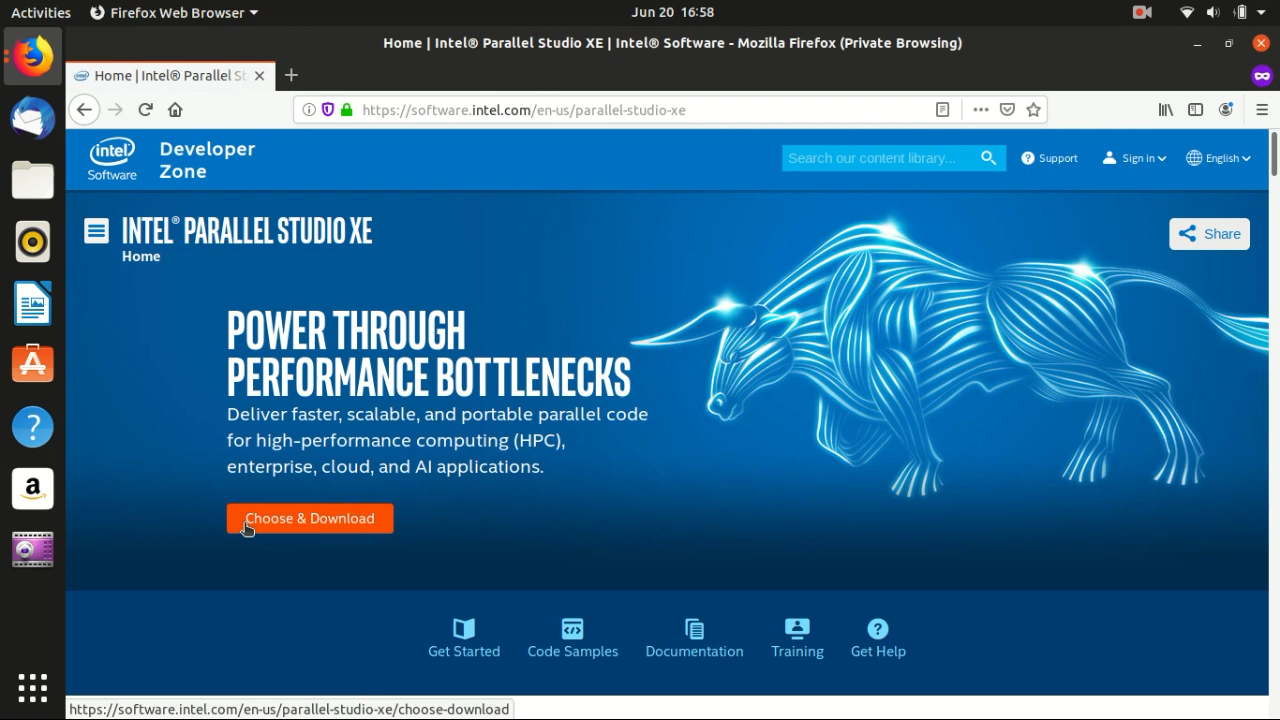 Activities
Firefox Web Browser
Jun 20 16:58
Home | Intel® Parallel Studio XE | Intel® Software - Mozilla Firefox (Private Browsing)
Home | Intel® Parallel St
https://software.intel.com/en-us/parallel-studio-xe
intel
Software
Developer
Zone
Search our content library...
Support
Sign in
English
INTEL® PARALLEL STUDIO XE
Home
Share
POWER THROUGH
PERFORMANCE BOTTLENECKS
Deliver faster, scalable, and portable parallel code
for high-performance computing (HPC),
enterprise, cloud, and AI applications.
Choose & Download
Get Started
Code Samples
Documentation
Training
Get Help
https://software.intel.com/en-us/parallel-studio-xe/choose-download